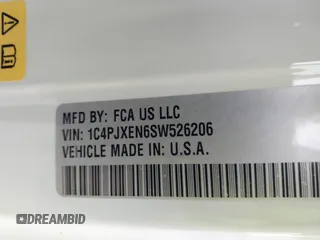 MFD BY: FCA US LLC
VIN: 1C4PJXEN6SW526206
VEHICLE MADE IN: U.S.A.
DREAMBID